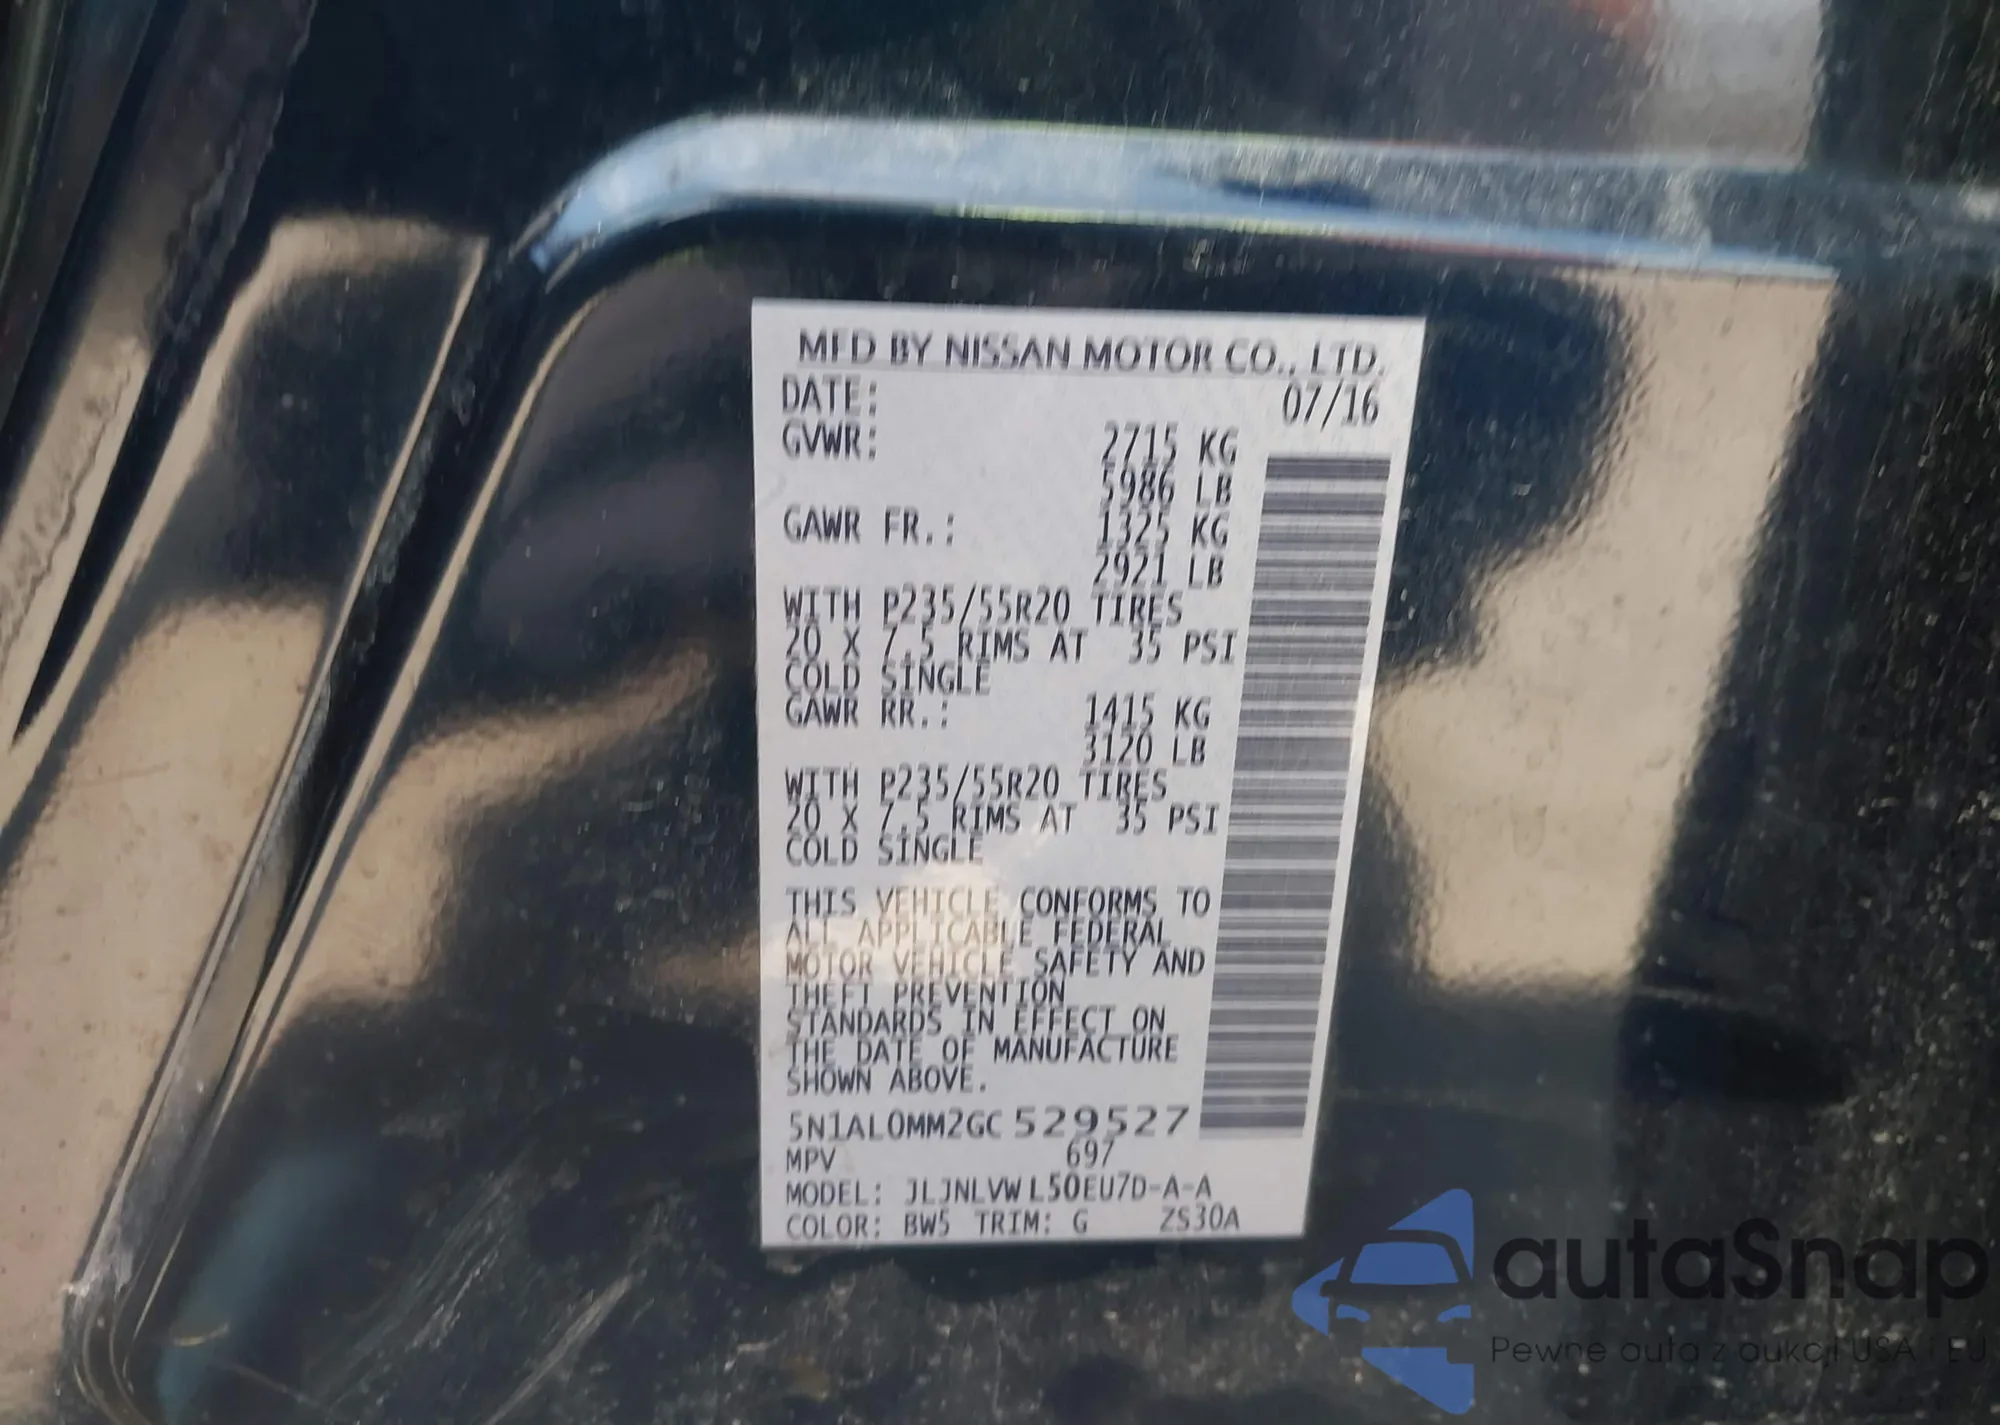 MFD BY NISSAN MOTOR CO., LTD.
DATE: 07/16
GVWR: 2715 KG
5986 LB
GAWR FR.: 1325 KG
2921 LB
WITH P235/55R20 TIRES
20 X 7.5 RIMS AT 35 PSI
COLD SINGLE
GAWR RR.: 1415 KG
3120 LB
WITH P235/55R20 TIRES
20 X 7.5 RIMS AT 35 PSI
COLD SINGLE
THIS VEHICLE CONFORMS TO
ALL APPLICABLE FEDERAL
MOTOR VEHICLE SAFETY AND
THEFT PREVENTION
STANDARDS IN EFFECT ON
THE DATE OF MANUFACTURE
SHOWN ABOVE.
5N1AL0MM2GC529527
MPV 697
MODEL: JLJNLVWL50EU7D-A-A
COLOR: BW5 TRIM: G ZS30A
autaSnap
Pewne auta z aukcji USA i EU